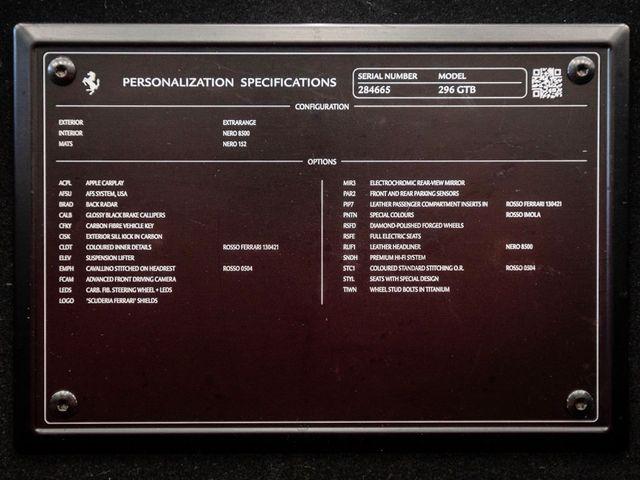 PERSONALIZATION SPECIFICATIONS
SERIAL NUMBER MODEL
284665 296 GTB
CONFIGURATION
EXTERIOR EXTRARANGE
INTERIOR NERO 8500
MATS NERO 152
OPTIONS
ACPL APPLE CARPLAY
AFSU AFS SYSTEM, USA
BRAD BACK RADAR
CALB GLOSSY BLACK BRAKE CALLIPERS
CFKY CARBON FIBRE VEHICLE KEY
CISK EXTERIOR SILL KICK IN CARBON
CLDT COLOURED INNER DETAILS ROSSO FERRARI 130421
ELEV SUSPENSION LIFTER
EMPH CAVALLINO STITCHED ON HEADREST ROSSO 0504
FCAM ADVANCED FRONT DRIVING CAMERA
LEDS CARB. FIB. STEERING WHEEL + LEDS
LOGO "SCUDERIA FERRARI" SHIELDS
MIR3 ELECTROCHROMIC REAR-VIEW MIRROR
PAR2 FRONT AND REAR PARKING SENSORS
PIP7 LEATHER PASSENGER COMPARTMENT INSERTS IN ROSSO FERRARI 130421
PNTN SPECIAL COLOURS ROSSO IMOLA
RSFD DIAMOND-POLISHED FORGED WHEELS
RSFE FULL ELECTRIC SEATS
RUF1 LEATHER HEADLINER NERO 8500
SNDH PREMIUM HI-FI SYSTEM
STC1 COLOURED STANDARD STITCHING O.R. ROSSO 0504
STYL SEATS WITH SPECIAL DESIGN
TIWN WHEEL STUD BOLTS IN TITANIUM